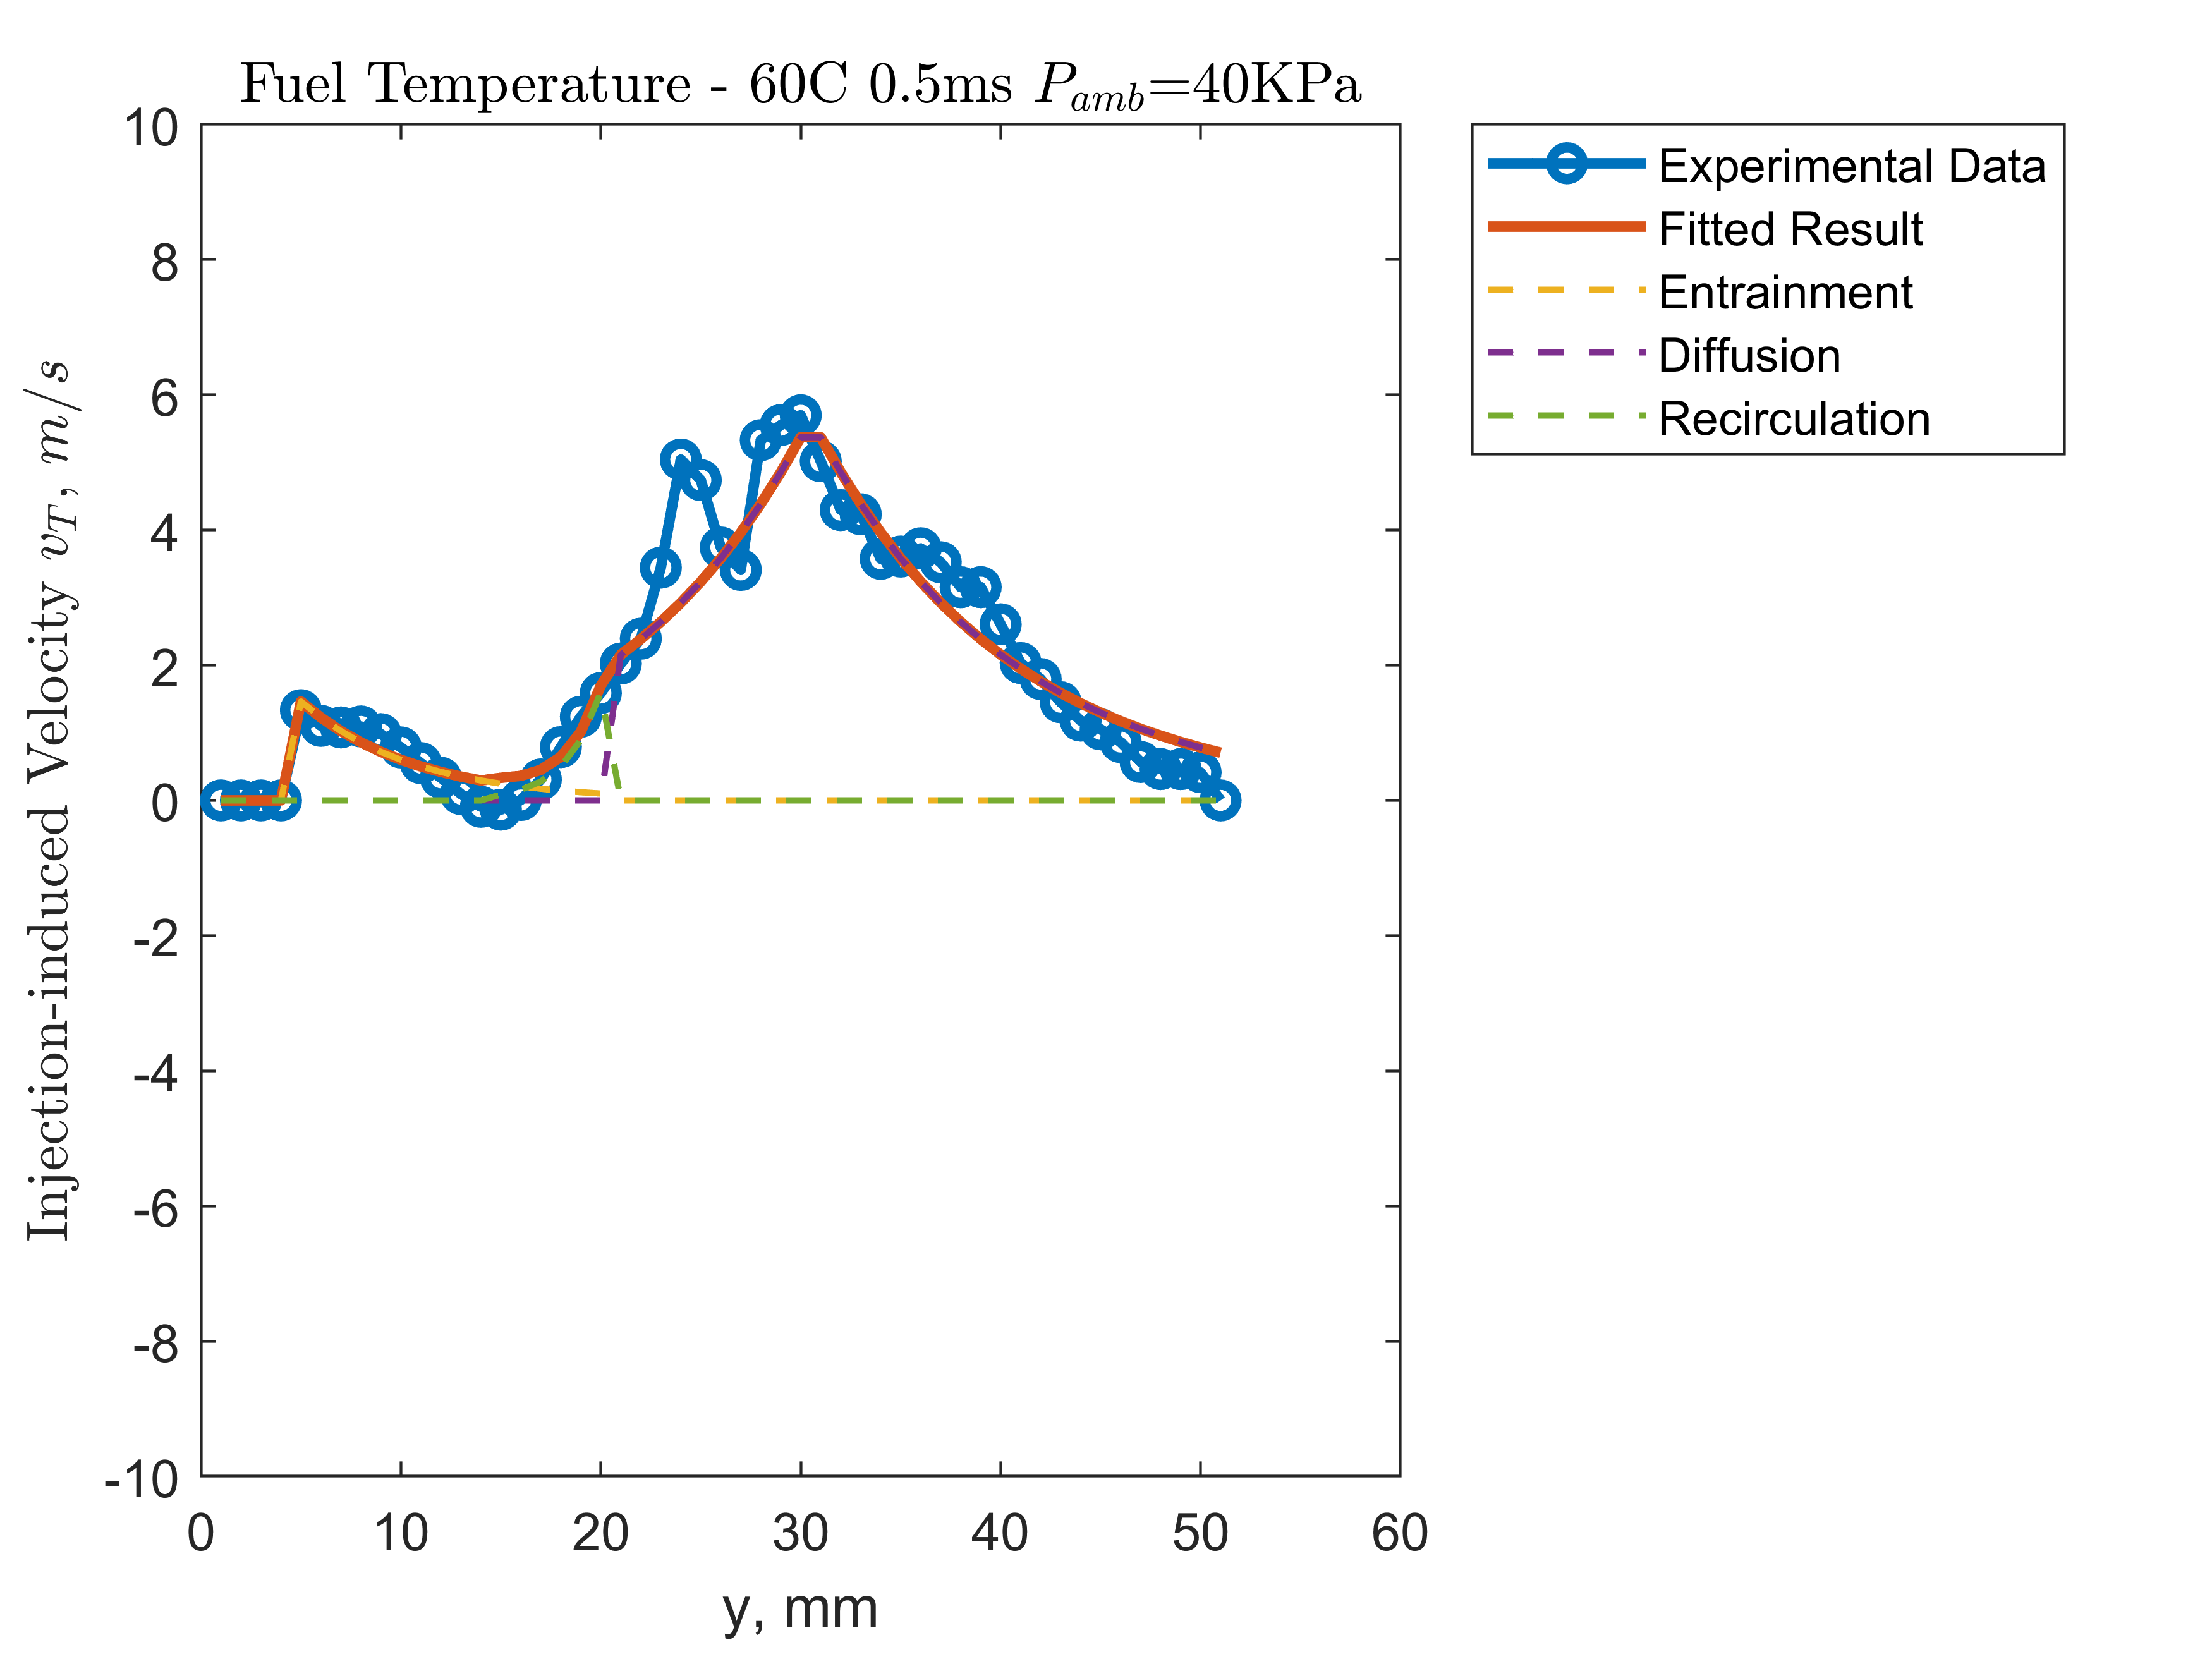 Fuel Temperature - 60C 0.5ms P_amb=40KPa
Injection-induced Velocity v_T, m/s
10
8
6
4
2
0
-2
-4
-6
-8
-10
0 10 20 30 40 50 60
y, mm
Experimental Data
Fitted Result
Entrainment
Diffusion
Recirculation